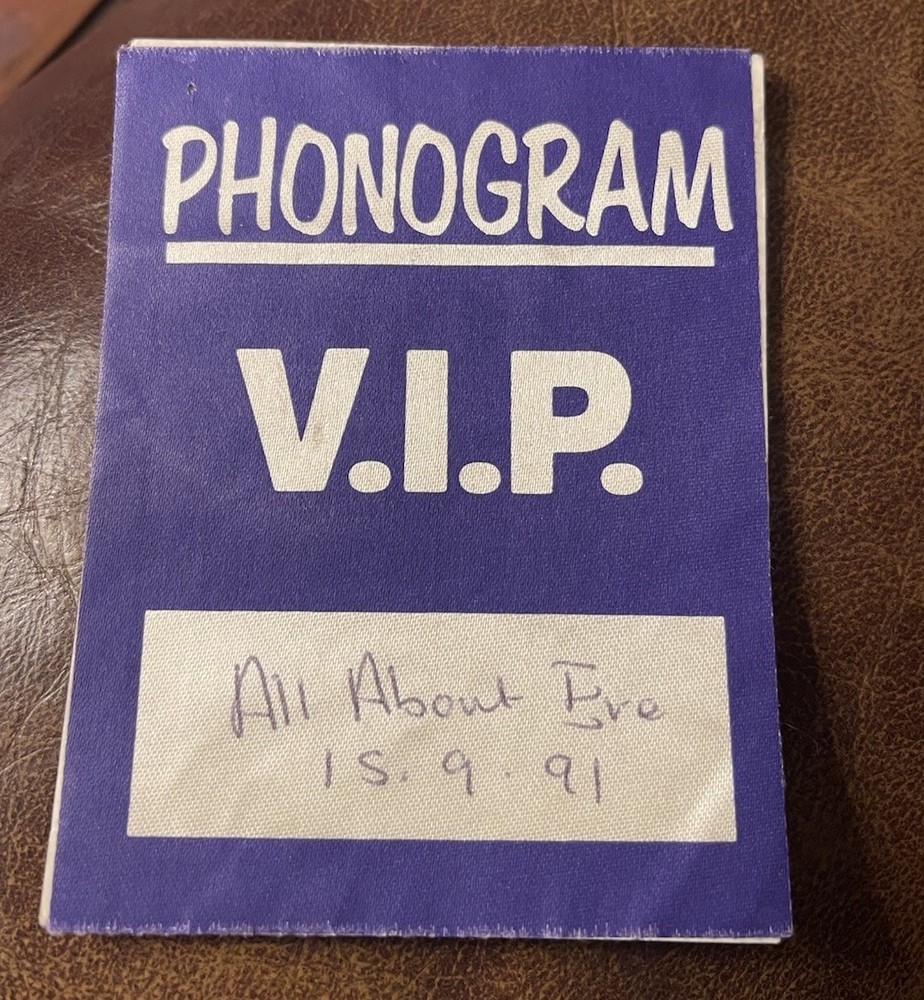 PHONOGRAM
V.I.P.
All About Eve
15.9.91